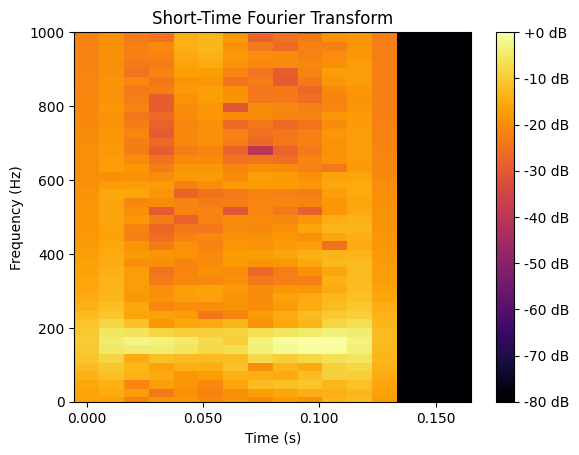 Short-Time Fourier Transform
1000
800
600
400
200
0
Frequency (Hz)
0.000
0.050
0.100
0.150
Time (s)
+0 dB
-10 dB
-20 dB
-30 dB
-40 dB
-50 dB
-60 dB
-70 dB
-80 dB